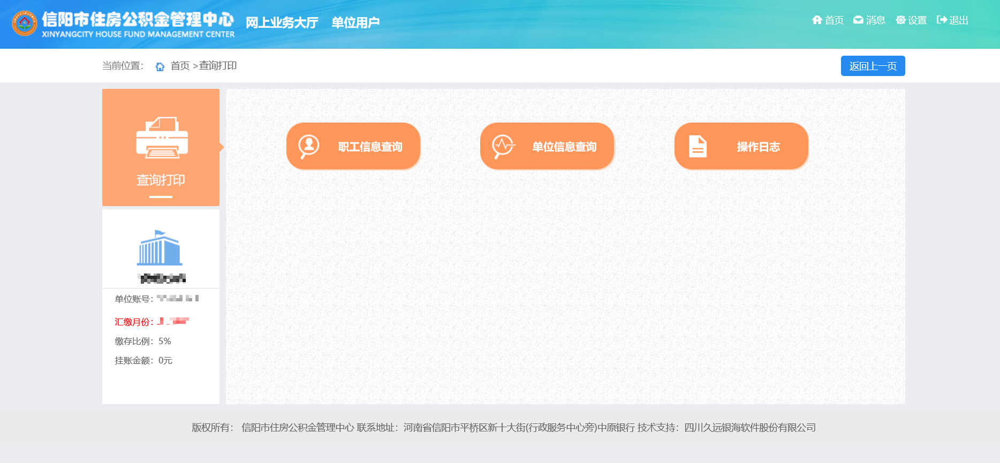 信阳市住房公积金管理中心
XINYANGCITY HOUSE FUND MANAGEMENT CENTER
网上业务大厅 单位用户
首页 消息 设置 退出
当前位置： 首页 >查询打印
返回上一页
查询打印
职工信息查询
单位信息查询
操作日志
单位账号：
汇缴月份：
缴存比例：5%
挂账金额：0元
版权所有： 信阳市住房公积金管理中心 联系地址：河南省信阳市平桥区新十大街(行政服务中心旁)中原银行 技术支持：四川久远银海软件股份有限公司